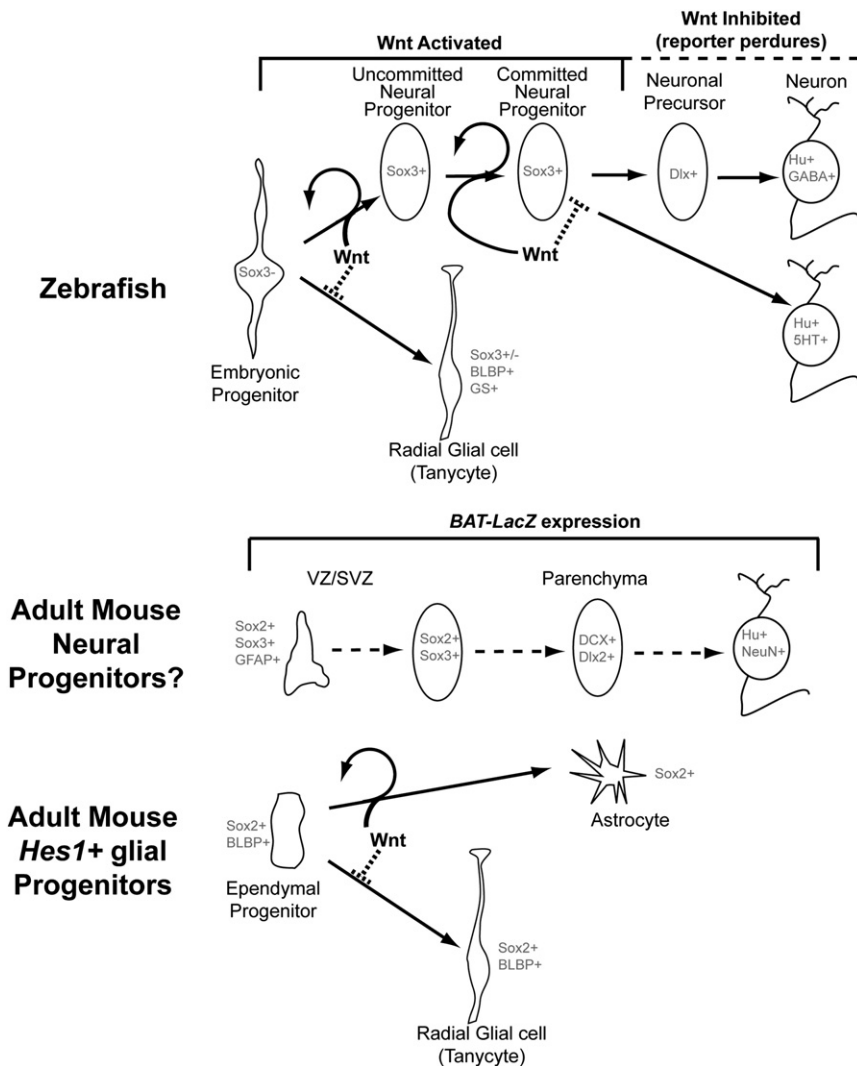 Wnt Inhibited
(reporter perdures)
Wnt Activated
Uncommitted
Neural
Progenitor
Committed
Neural
Progenitor
Neuronal
Precursor
Neuron
Sox3+
Sox3+
Dlx+
Hu+
GABA+
Zebrafish
Sox3-
Wnt
Wnt
Hu+
5HT+
Embryonic
Progenitor
Sox3+/-
BLBP+
GS+
Radial Glial cell
(Tanycyte)
BAT-LacZ expression
VZ/SVZ
Parenchyma
Adult Mouse
Neural
Progenitors?
Sox2+
Sox3+
GFAP+
Sox2+
Sox3+
DCX+
Dlx2+
Hu+
NeuN+
Adult Mouse
Hes1+ glial
Progenitors
Sox2+
BLBP+
Ependymal
Progenitor
Wnt
Sox2+
Astrocyte
Sox2+
BLBP+
Radial Glial cell
(Tanycyte)